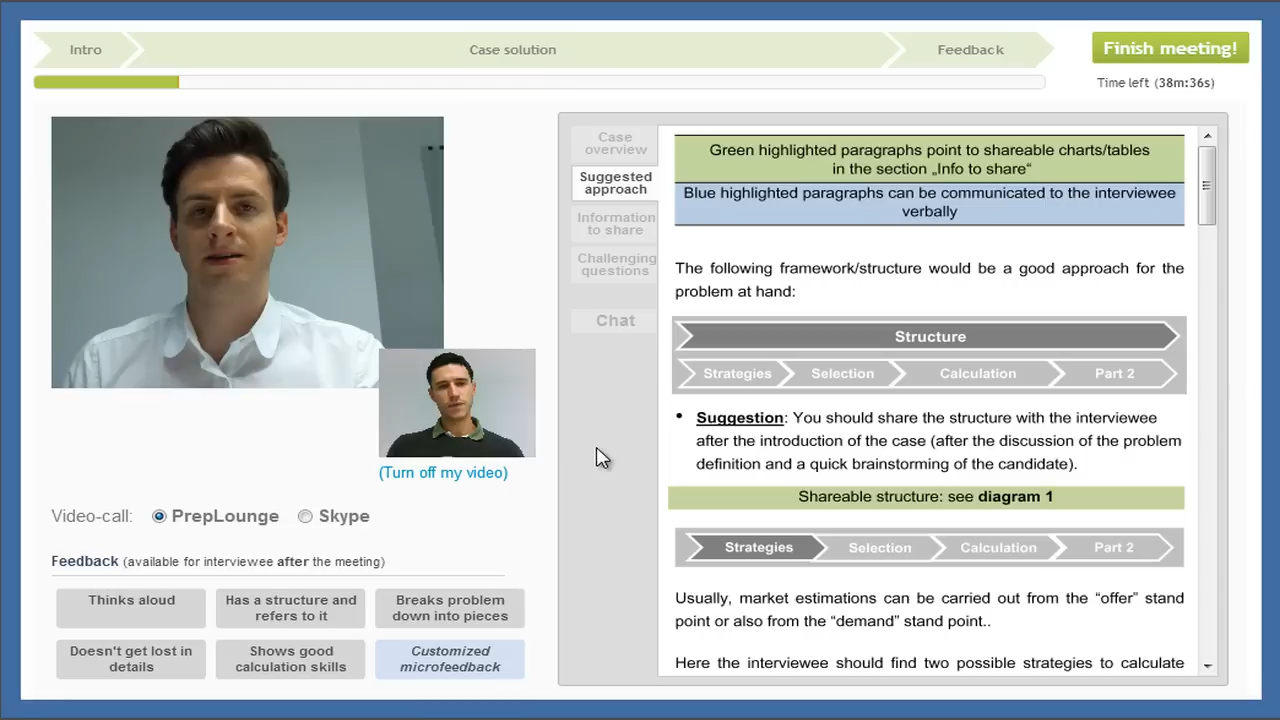 Intro
Case solution
Feedback
Finish meeting!
Time left (38m:36s)
Case
overview
Suggested
approach
Information
to share
Challenging
questions
Chat
Green highlighted paragraphs point to shareable charts/tables
in the section „Info to share“
Blue highlighted paragraphs can be communicated to the interviewee
verbally
The following framework/structure would be a good approach for the
problem at hand:
Structure
Strategies
Selection
Calculation
Part 2
• Suggestion: You should share the structure with the interviewee
after the introduction of the case (after the discussion of the problem
definition and a quick brainstorming of the candidate).
Shareable structure: see diagram 1
Strategies
Selection
Calculation
Part 2
Usually, market estimations can be carried out from the “offer” stand
point or also from the “demand” stand point..
Here the interviewee should find two possible strategies to calculate
(Turn off my video)
Video-call:
PrepLounge
Skype
Feedback (available for interviewee after the meeting)
Thinks aloud
Has a structure and
refers to it
Breaks problem
down into pieces
Doesn't get lost in
details
Shows good
calculation skills
Customized
microfeedback